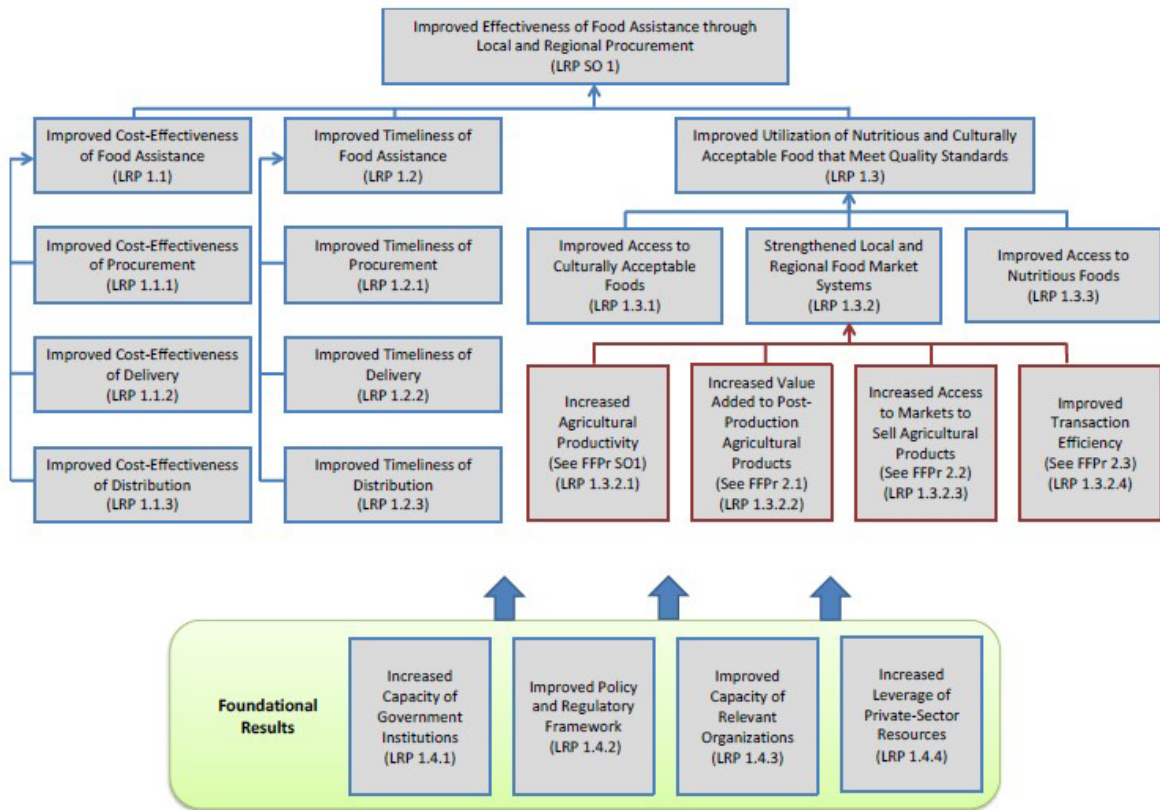 Improved Effectiveness of Food Assistance through
Local and Regional Procurement
(LRP SO 1)
Improved Cost-Effectiveness
of Food Assistance
(LRP 1.1)
Improved Timeliness of
Food Assistance
(LRP 1.2)
Improved Utilization of Nutritious and Culturally
Acceptable Food that Meet Quality Standards
(LRP 1.3)
Improved Cost-Effectiveness
of Procurement
(LRP 1.1.1)
Improved Timeliness of
Procurement
(LRP 1.2.1)
Improved Access to
Culturally Acceptable
Foods
(LRP 1.3.1)
Strengthened Local and
Regional Food Market
Systems
(LRP 1.3.2)
Improved Access to
Nutritious Foods
(LRP 1.3.3)
Improved Cost-Effectiveness
of Delivery
(LRP 1.1.2)
Improved Timeliness of
Delivery
(LRP 1.2.2)
Improved Cost-Effectiveness
of Distribution
(LRP 1.1.3)
Improved Timeliness of
Distribution
(LRP 1.2.3)
Increased
Agricultural
Productivity
(See FFPr SO1)
(LRP 1.3.2.1)
Increased Value
Added to Post-
Production
Agricultural
Products
(See FFPr 2.1)
(LRP 1.3.2.2)
Increased Access
to Markets to
Sell Agricultural
Products
(See FFPr 2.2)
(LRP 1.3.2.3)
Improved
Transaction
Efficiency
(See FFPr 2.3)
(LRP 1.3.2.4)
Foundational
Results
Increased
Capacity of
Government
Institutions
(LRP 1.4.1)
Improved Policy
and Regulatory
Framework
(LRP 1.4.2)
Improved
Capacity of
Relevant
Organizations
(LRP 1.4.3)
Increased
Leverage of
Private-Sector
Resources
(LRP 1.4.4)